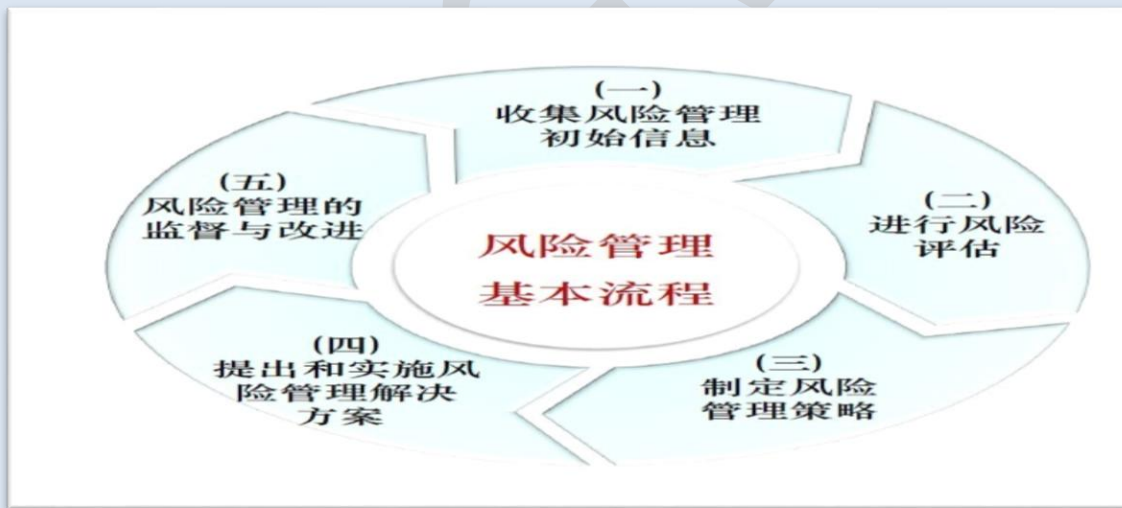 (一)
收集风险管理
初始信息
(二)
进行风险
评估
(三)
制定风险
管理策略
(四)
提出和实施风
险管理解决
方案
(五)
风险管理的
监督与改进
风险管理
基本流程